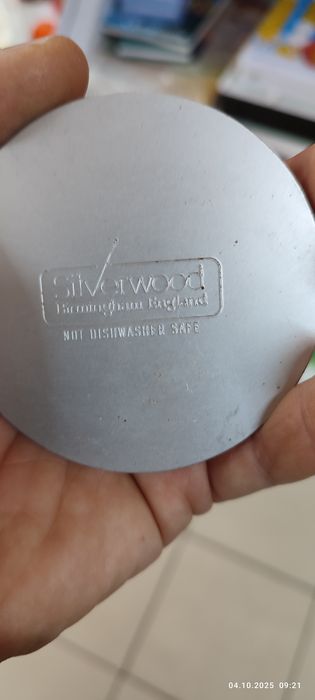 Silverwood
Birmingham England
NOT DISHWASHER SAFE
04.10.2025 09:21